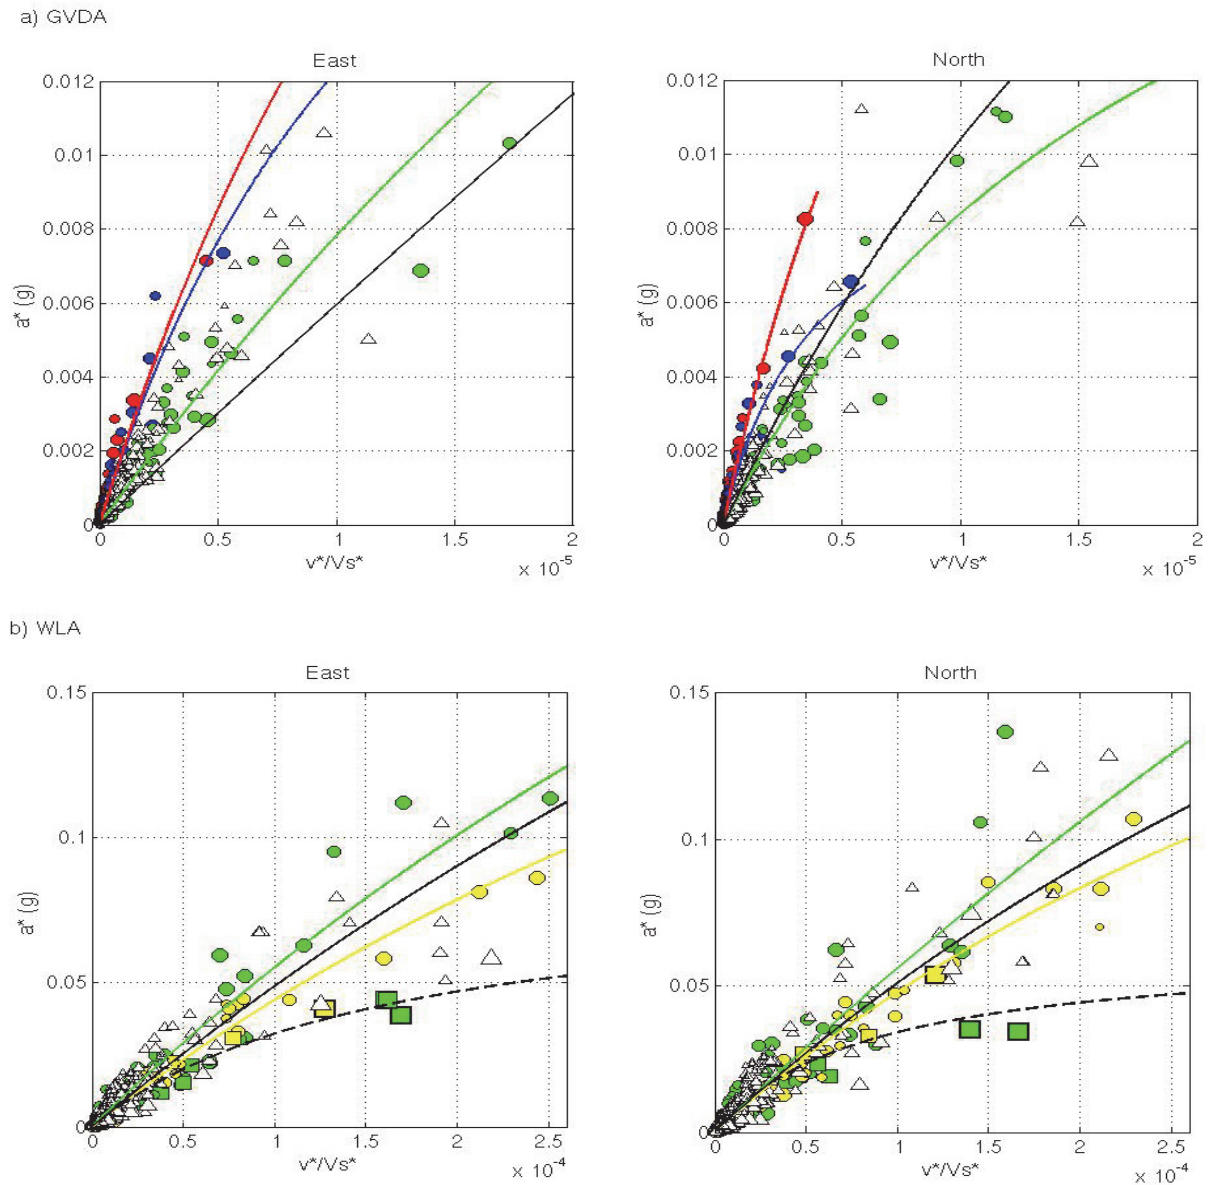 a) GVDA
East
North
0.012
0.01
0.008
0.006
0.004
0.002
0
a* (g)
0
0.5
1
1.5
2
v*/Vs*
x 10⁻⁵
0.012
0.01
0.008
0.006
0.004
0.002
0
a* (g)
0
0.5
1
1.5
2
v*/Vs*
x 10⁻⁵
b) WLA
East
North
0.15
0.1
0.05
0
a* (g)
0
0.5
1
1.5
2
2.5
v*/Vs*
x 10⁻⁴
0.15
0.1
0.05
0
a* (g)
0
0.5
1
1.5
2
2.5
v*/Vs*
x 10⁻⁴